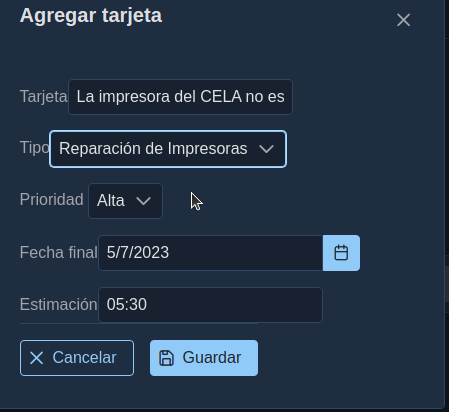 Agregar tarjeta
Tarjeta La impresora del CELA no es
Tipo Reparación de Impresoras
Prioridad Alta
Fecha final 5/7/2023
Estimación 05:30
Cancelar Guardar